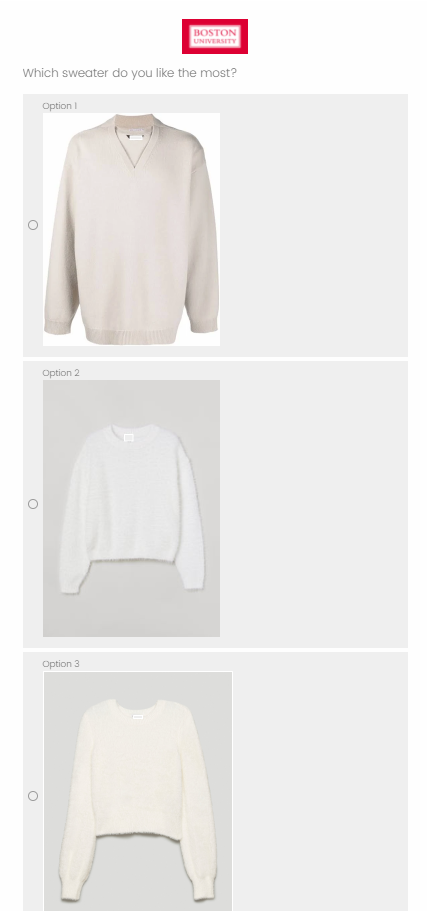 BOSTON
UNIVERSITY
Which sweater do you like the most?
Option 1
Option 2
Option 3